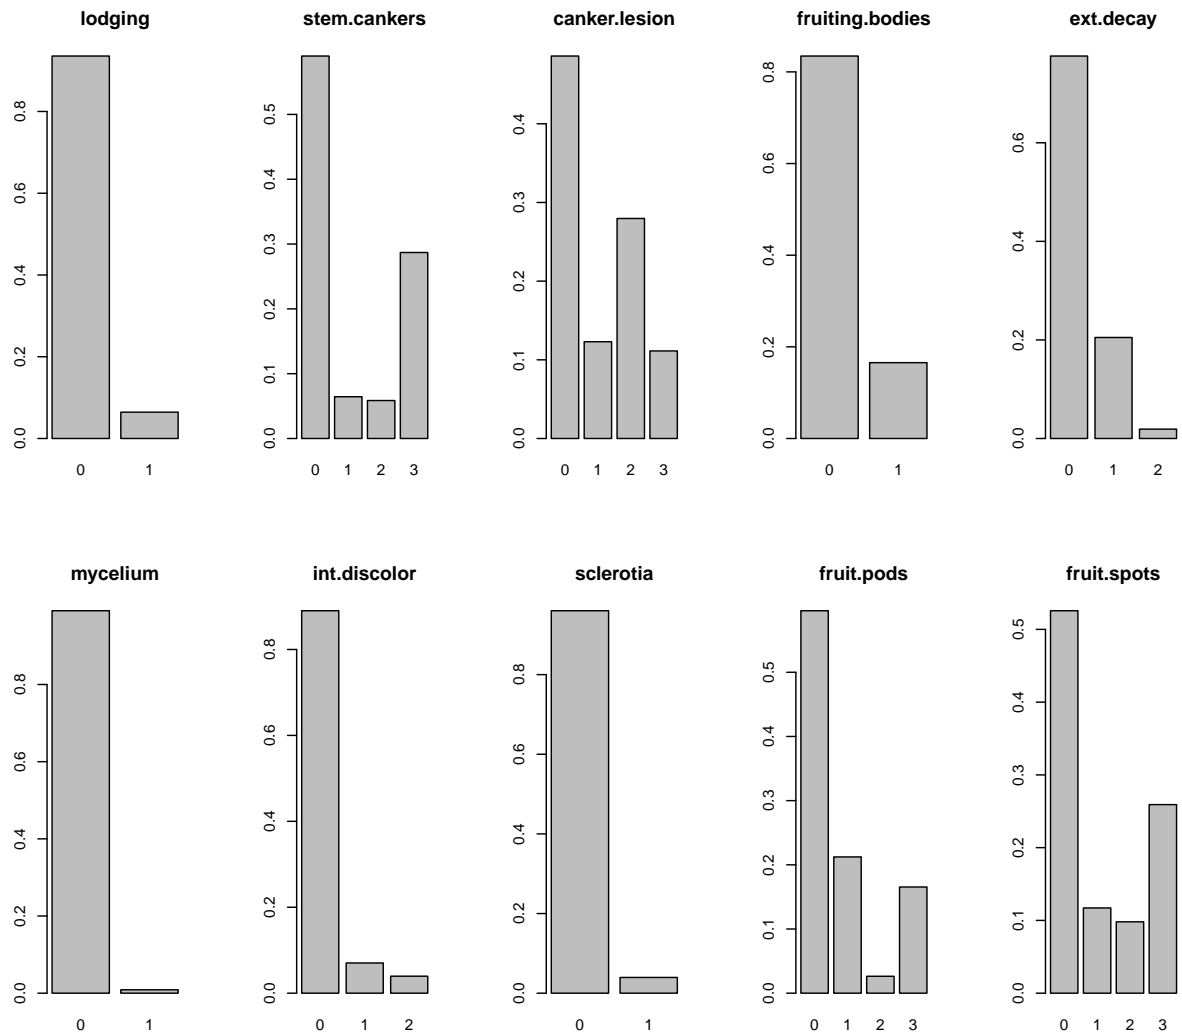 lodging
0.0 0.2 0.4 0.6 0.8
0 1
stem.cankers
0.0 0.1 0.2 0.3 0.4 0.5
0 1 2 3
canker.lesion
0.0 0.1 0.2 0.3 0.4
0 1 2 3
fruiting.bodies
0.0 0.2 0.4 0.6 0.8
0 1
ext.decay
0.0 0.2 0.4 0.6
0 1 2
mycelium
0.0 0.2 0.4 0.6 0.8
0 1
int.discolor
0.0 0.2 0.4 0.6 0.8
0 1 2
sclerotia
0.0 0.2 0.4 0.6 0.8
0 1
fruit.pods
0.0 0.1 0.2 0.3 0.4 0.5
0 1 2 3
fruit.spots
0.0 0.1 0.2 0.3 0.4 0.5
0 1 2 3